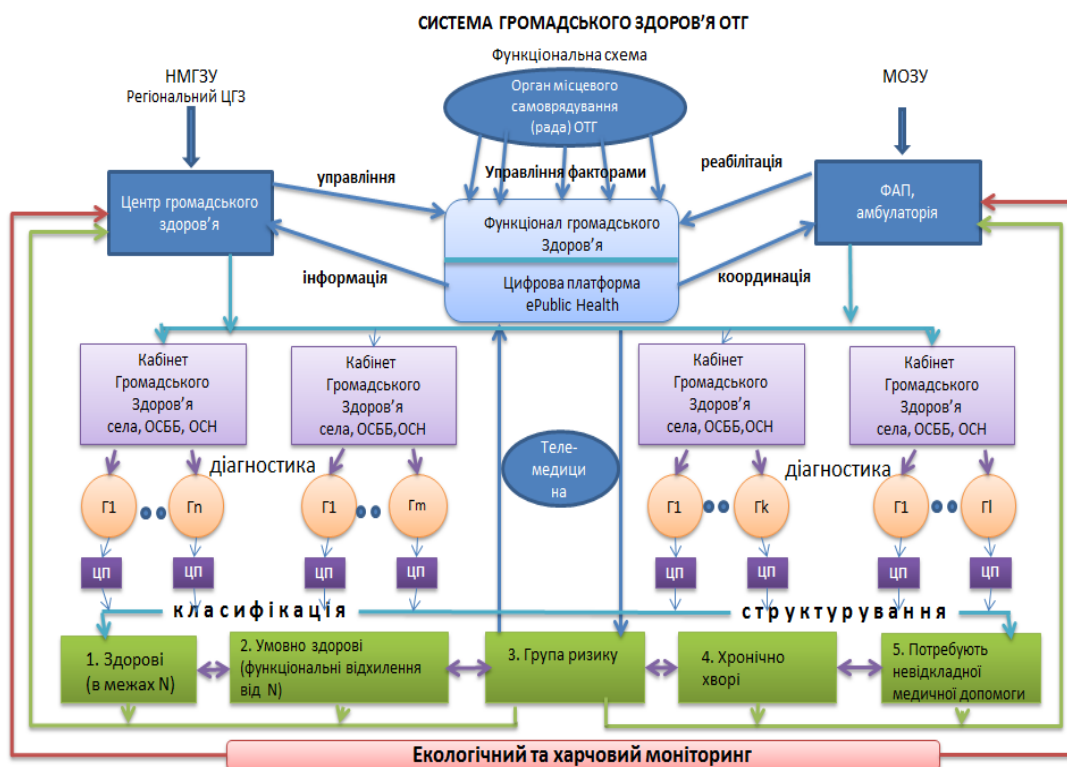 СИСТЕМА ГРОМАДСЬКОГО ЗДОРОВ'Я ОТГ
Функціональна схема
НМГЗУ
Регіональний ЦГЗ
Орган місцевого
самоврядування
(рада) ОТГ
МОЗУ
управління
Управління факторами
реабілітація
Центр громадського
здоров'я
Функціонал громадського
Здоров'я
ФАП,
амбулаторія
інформація
Цифрова платформа
ePublic Health
координація
Кабінет
Громадського
Здоров'я
села, ОСББ, ОСН
Кабінет
Громадського
Здоров'я
села, ОСББ,ОСН
Кабінет
Громадського
Здоров'я
села, ОСББ,ОСН
Кабінет
Громадського
Здоров'я
села, ОСББ, ОСН
Теле-
медици
на
діагностика
діагностика
Г1
Гn
Г1
Гm
Г1
Гk
Г1
Гl
ЦП
ЦП
ЦП
ЦП
ЦП
ЦП
ЦП
ЦП
класифікація
структурування
1. Здорові
(в межах N)
2. Умовно здорові
(функціональні відхилення
від N)
3. Група ризику
4. Хронічно
хворі
5. Потребують
невідкладної
медичної допомоги
Екологічний та харчовий моніторинг